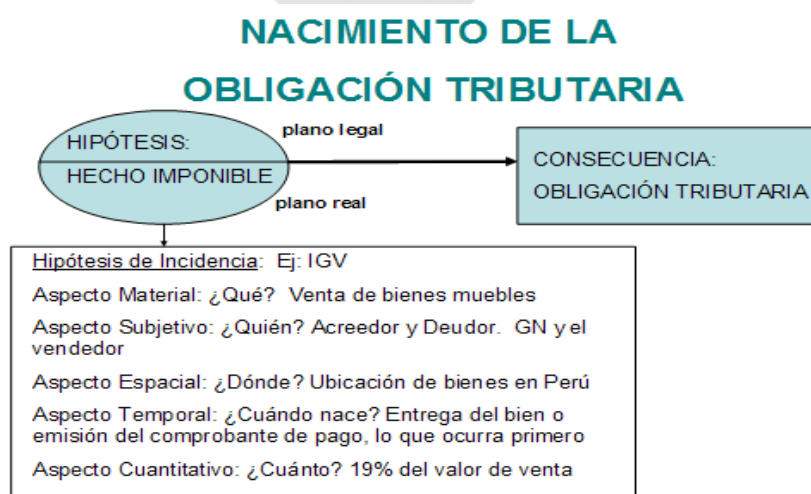 NACIMIENTO DE LA
OBLIGACIÓN TRIBUTARIA
plano legal
HIPÓTESIS:
HECHO IMPONIBLE
plano real
CONSECUENCIA:
OBLIGACIÓN TRIBUTARIA
Hipótesis de Incidencia: Ej: IGV
Aspecto Material: ¿Qué? Venta de bienes muebles
Aspecto Subjetivo: ¿Quién? Acreedor y Deudor. GN y el
vendedor
Aspecto Espacial: ¿Dónde? Ubicación de bienes en Perú
Aspecto Temporal: ¿Cuándo nace? Entrega del bien o
emisión del comprobante de pago, lo que ocurra primero
Aspecto Cuantitativo: ¿Cuánto? 19% del valor de venta